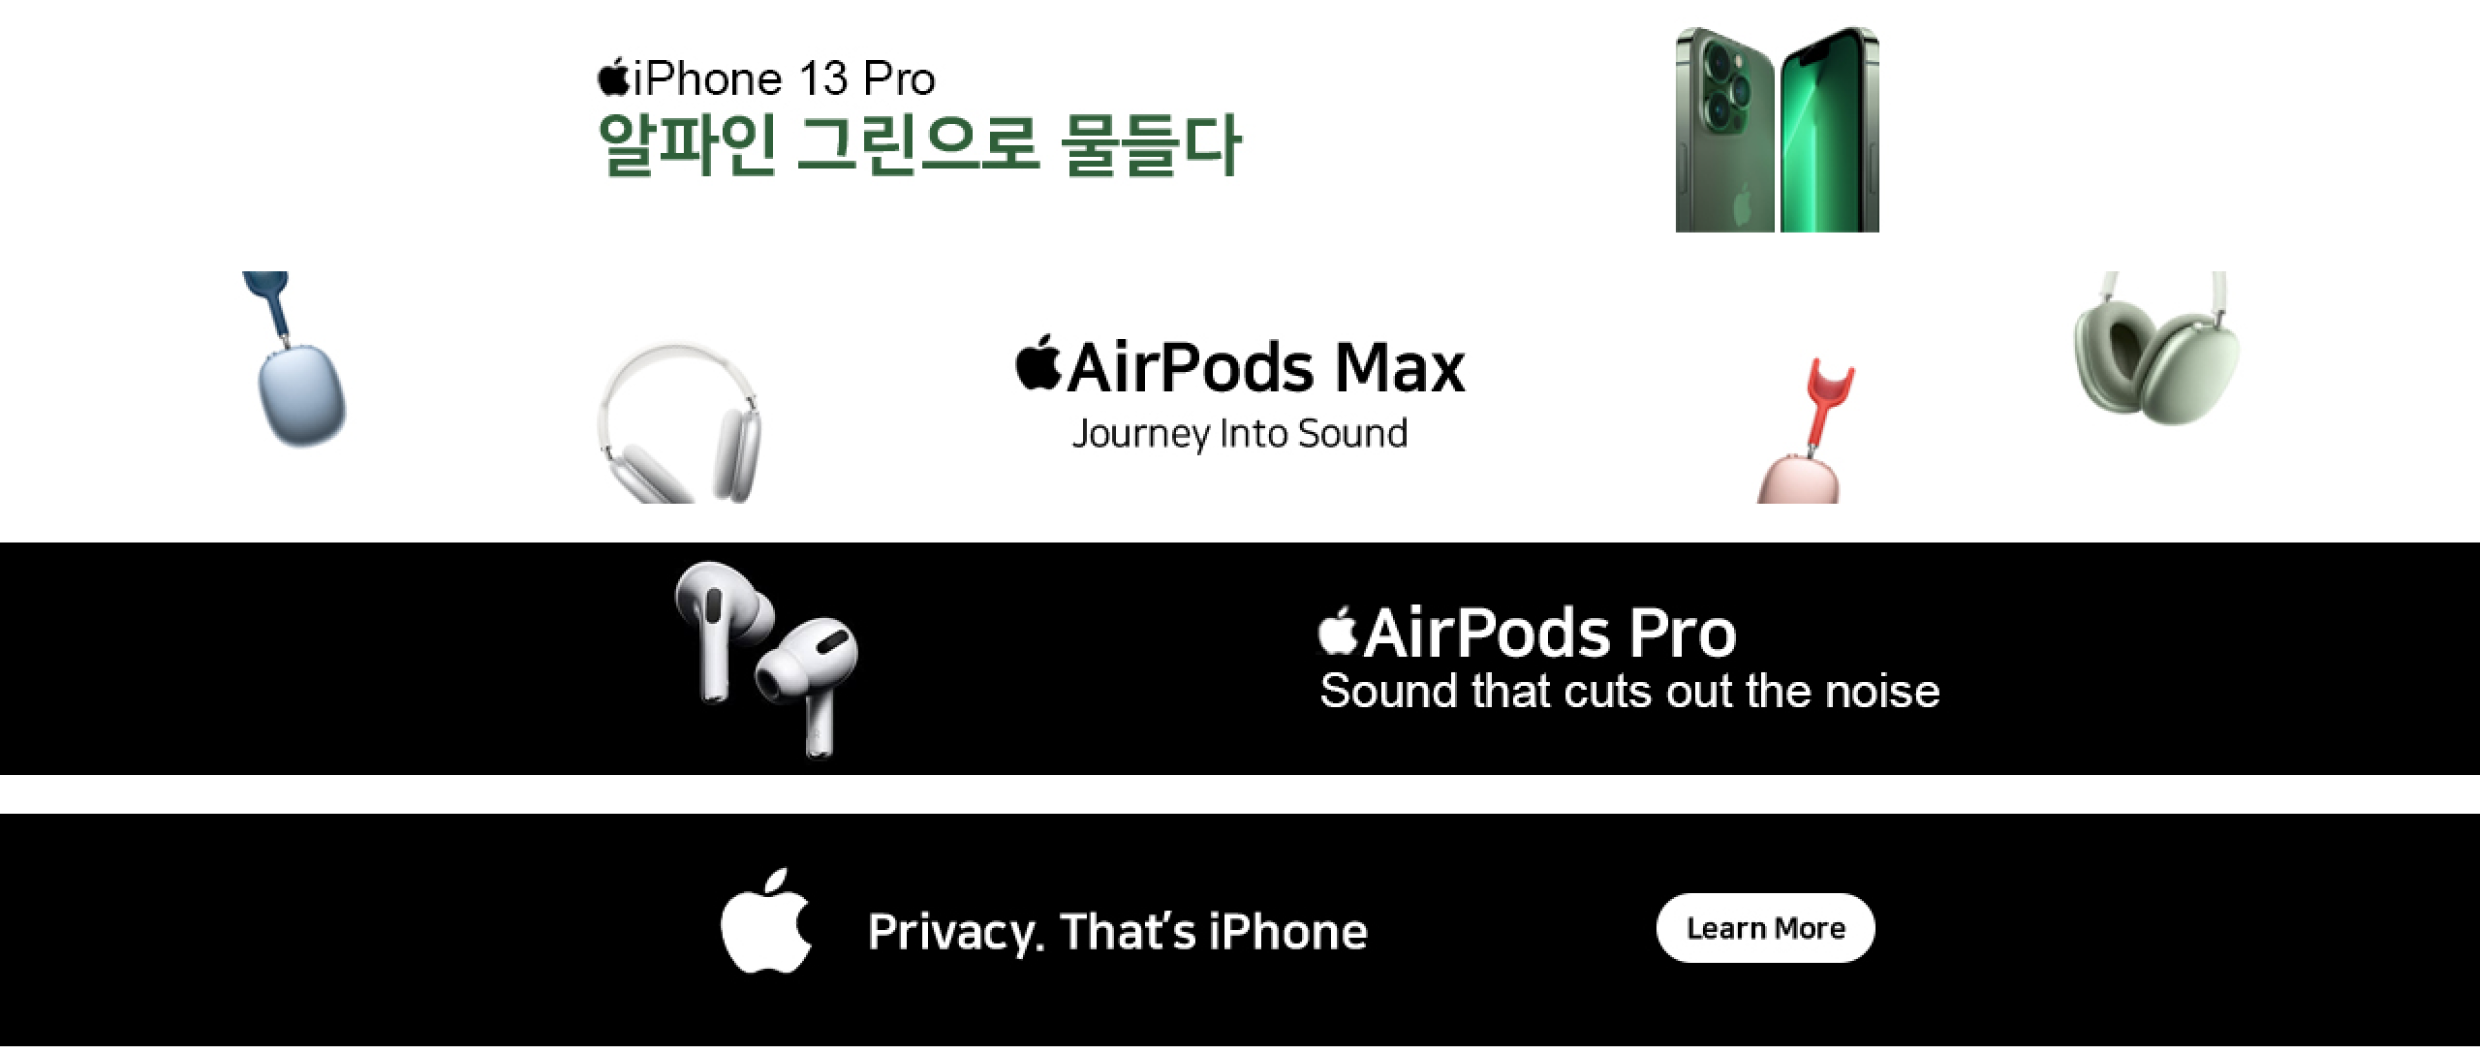 iPhone 13 Pro
알파인 그린으로 물들다
AirPods Max
Journey Into Sound
AirPods Pro
Sound that cuts out the noise
Privacy. That's iPhone
Learn More